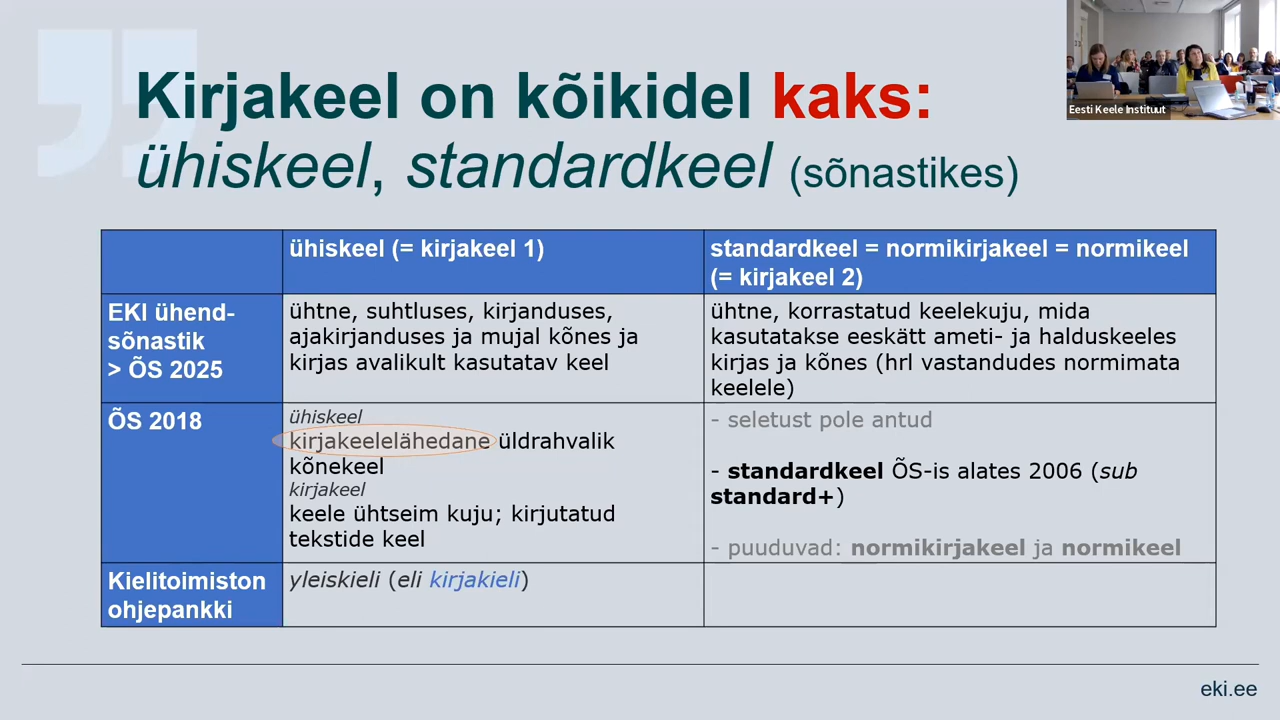 Kirjakeel on kõikidel kaks:
ühiskeel, standardkeel (sõnastikes)
Eesti Keele Instituut
ühiskeel (= kirjakeel 1)
standardkeel = normikirjakeel = normikeel
(= kirjakeel 2)
EKI ühend-
sõnastik
> ÕS 2025
ühtne, suhtluses, kirjanduses,
ajakirjanduses ja mujal kõnes ja
kirjas avalikult kasutatav keel
ühtne, korrastatud keelekuju, mida
kasutatakse eeskätt ameti- ja halduskeeles
kirjas ja kõnes (hrl vastandudes normimata
keelele)
ÕS 2018
ühiskeel
kirjakeelelähedane üldrahvalik
kõnekeel
kirjakeel
keele ühtseim kuju; kirjutatud
tekstide keel
- seletust pole antud
- standardkeel ÕS-is alates 2006 (sub
standard+)
- puuduvad: normikirjakeel ja normikeel
Kielitoimiston
ohjepankki
yleiskieli (eli kirjakieli)
eki.ee